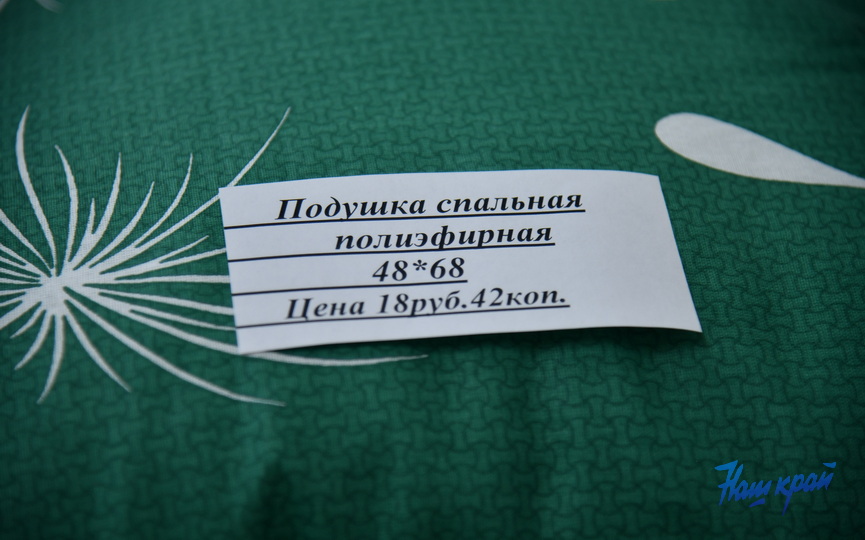 Подушка спальная
полиэфирная
48*68
Цена 18руб.42коп.
Наш край